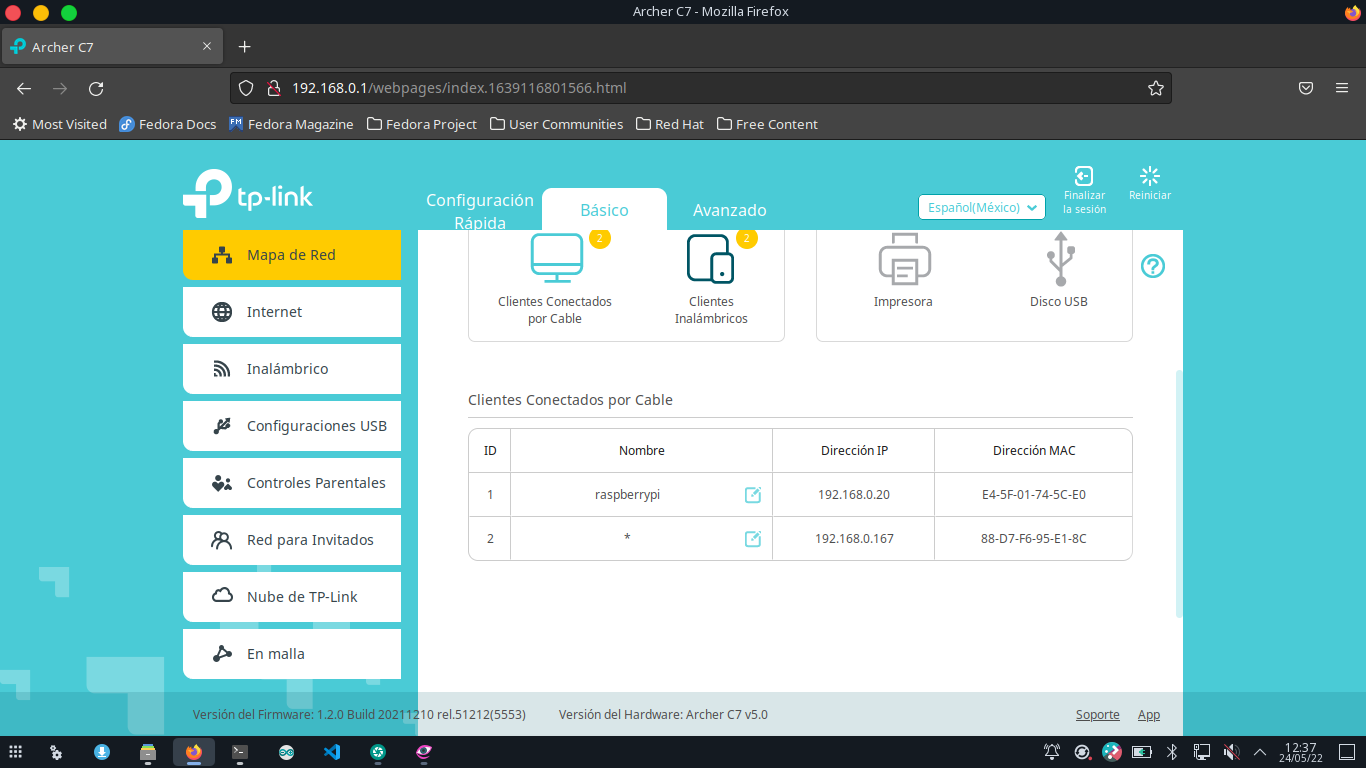 Archer C7 - Mozilla Firefox
Archer C7
192.168.0.1/webpages/index.1639116801566.html
Most Visited Fedora Docs Fedora Magazine Fedora Project User Communities Red Hat Free Content
tp-link
Configuración
Rápida
Básico
Avanzado
Español(México)
Finalizar
la sesión
Reiniciar
Mapa de Red
Internet
Inalámbrico
Configuraciones USB
Controles Parentales
Red para Invitados
Nube de TP-Link
En malla
2
Clientes Conectados
por Cable
2
Clientes
Inalámbricos
Impresora
Disco USB
Clientes Conectados por Cable
ID Nombre Dirección IP Dirección MAC
1 raspberrypi 192.168.0.20 E4-5F-01-74-5C-E0
2 * 192.168.0.167 88-D7-F6-95-E1-8C
Versión del Firmware: 1.2.0 Build 20211210 rel.51212(5553) Versión del Hardware: Archer C7 v5.0 Soporte App
12:37
24/05/22